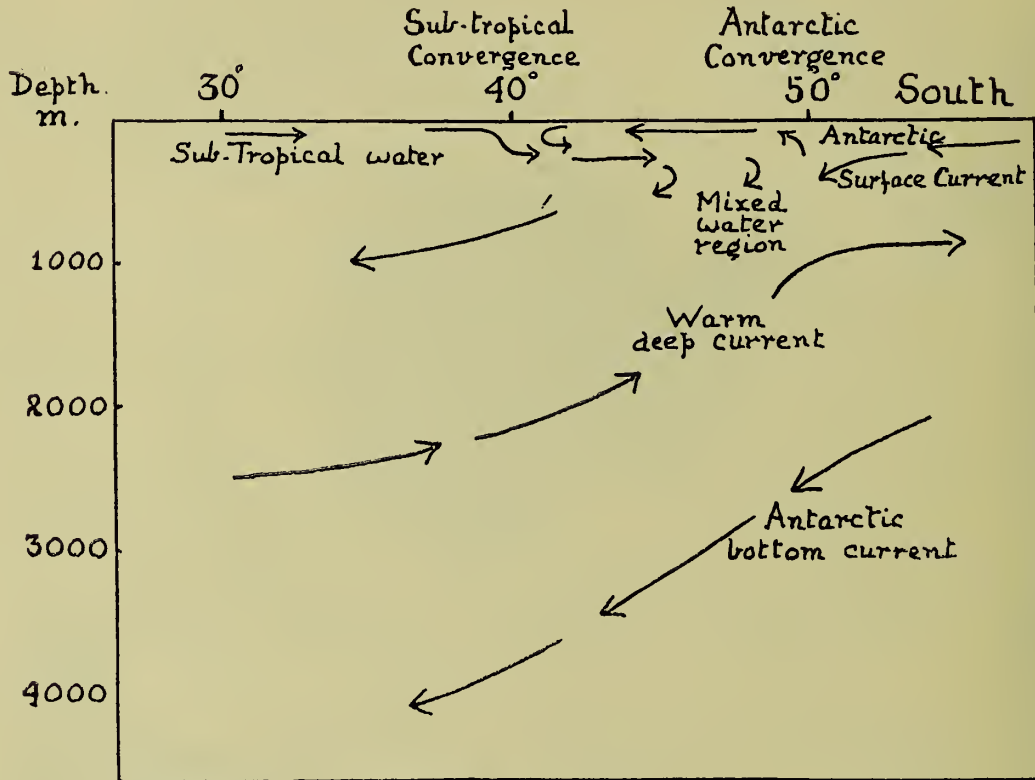 Sub-tropical
Convergence
Antarctic
Convergence
Depth.
m.
30°
40°
50°
South
Sub-Tropical water
Antarctic
Surface Current
Mixed
water
region
1000
Warm
deep current
2000
Antarctic
bottom current
3000
4000